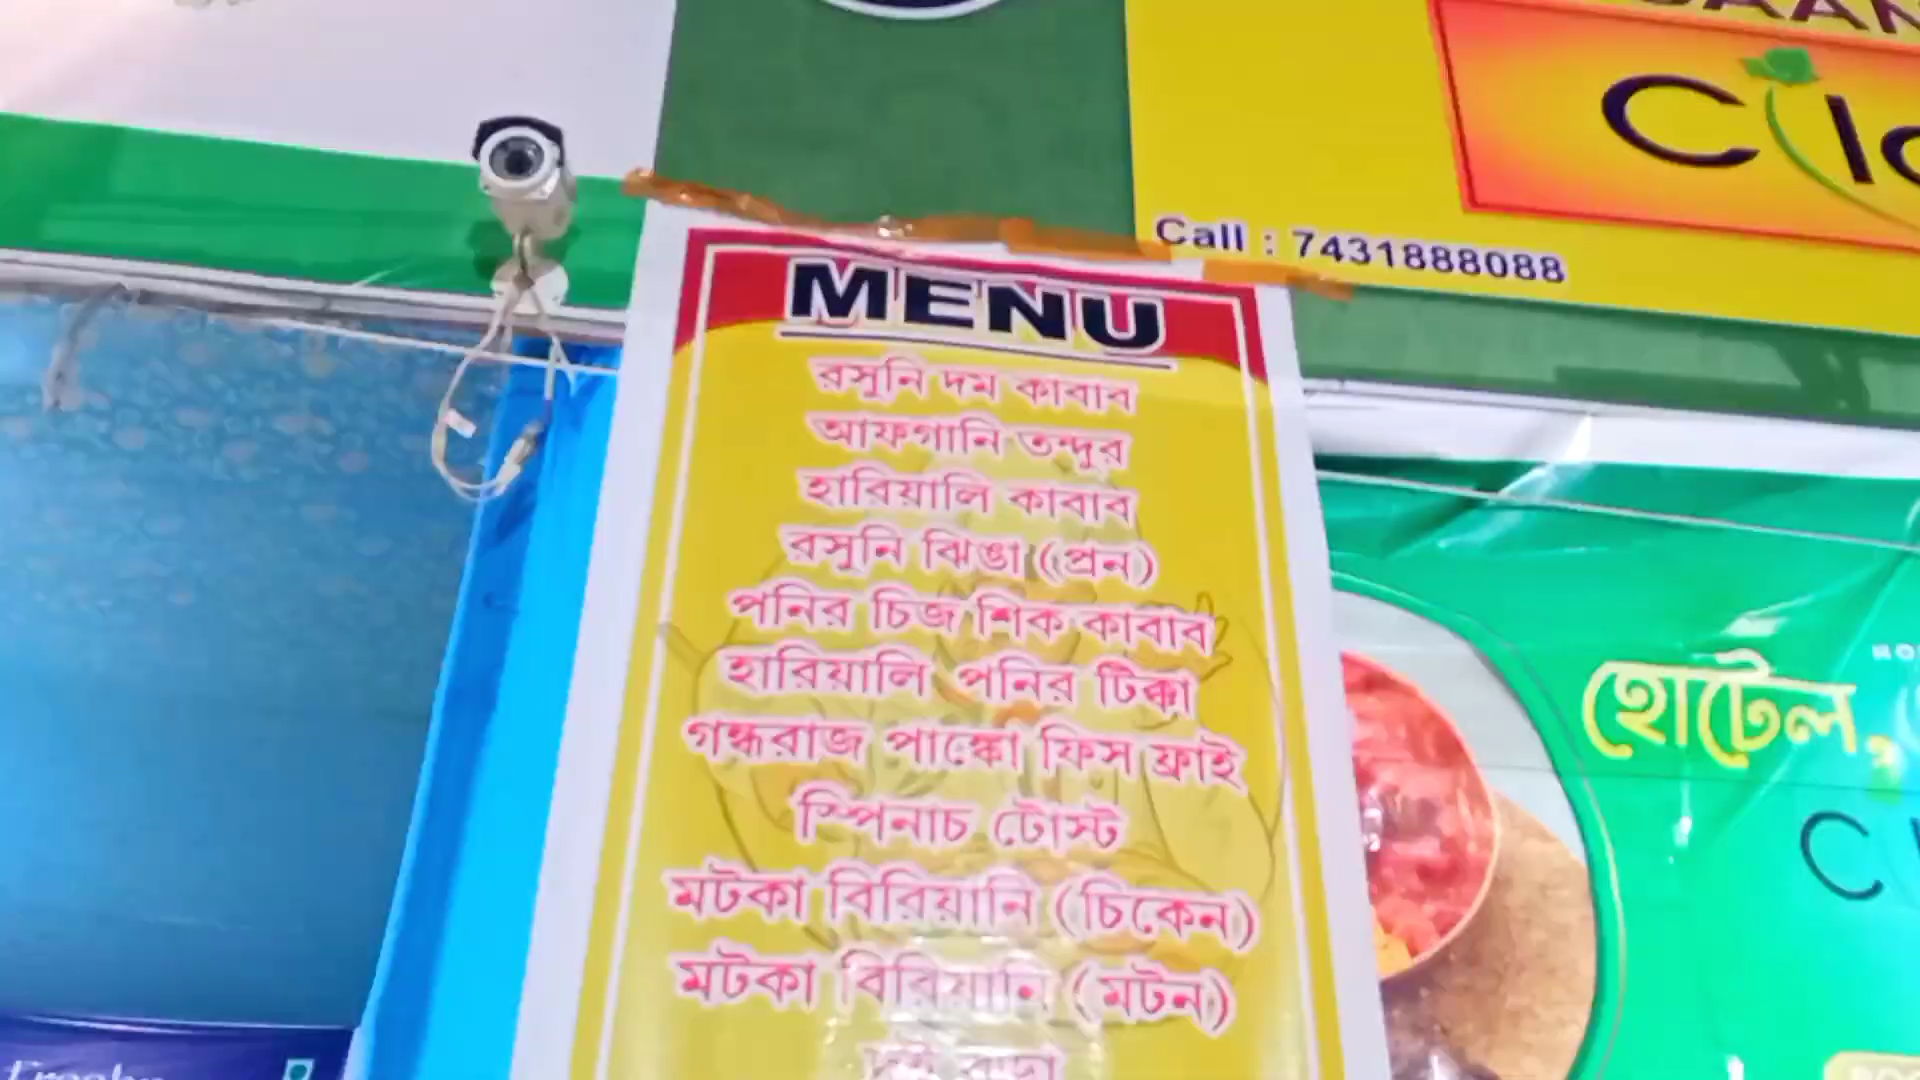 Call : 7431888088
MENU
রসুনি দম কাবাব
আফগানি তন্দুর
হারিয়ালি কাবাব
রসুনি ঝিঙা (প্রন)
পনির চিজ শিক কাবাব
হারিয়ালি পনির টিক্কা
গন্ধরাজ পাঙ্কো ফিস ফ্রাই
স্পিনাচ টোস্ট
মটকা বিরিয়ানি (চিকেন)
মটকা বিরিয়ানি (মটন)
হোটেল,